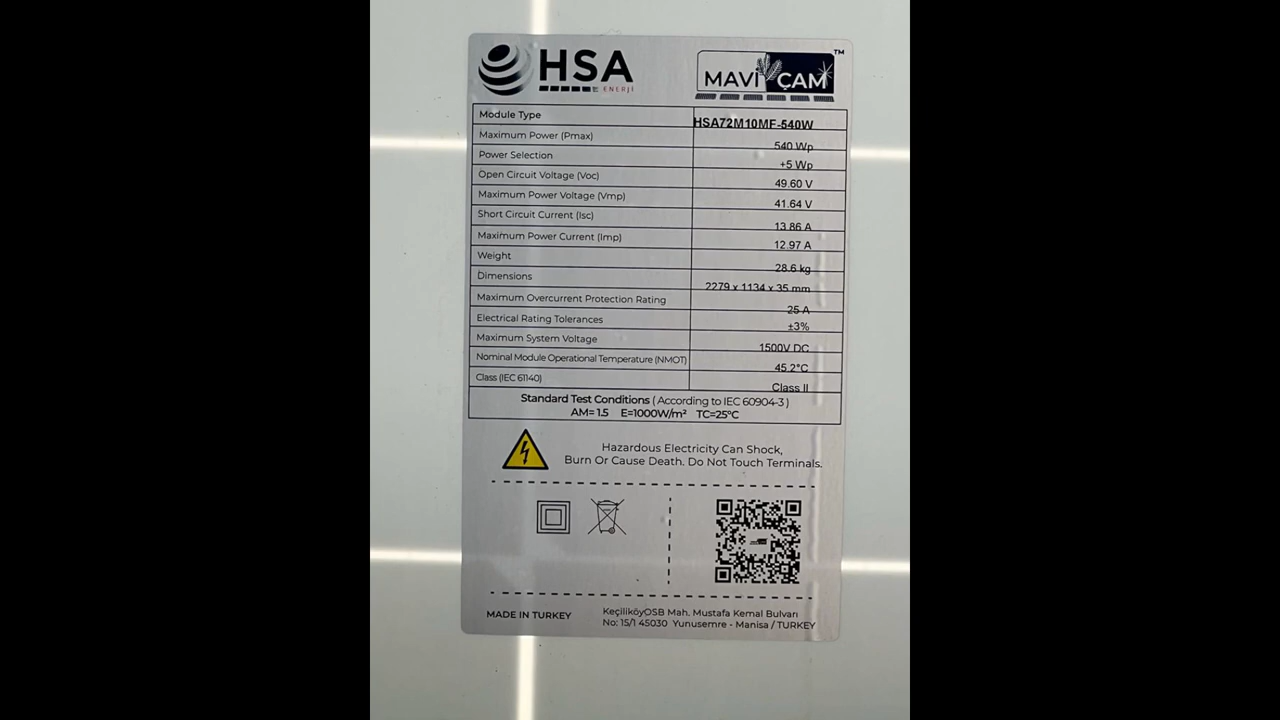 HSA
ENERJİ
MAVİ ÇAM™
Module Type HSA72M10MF-540W
Maximum Power (Pmax) 540 Wp
Power Selection +5 Wp
Open Circuit Voltage (Voc) 49.60 V
Maximum Power Voltage (Vmp) 41.64 V
Short Circuit Current (Isc) 13.86 A
Maximum Power Current (Imp) 12.97 A
Weight 28.6 kg
Dimensions 2279 x 1134 x 35 mm
Maximum Overcurrent Protection Rating 25 A
Electrical Rating Tolerances ±3%
Maximum System Voltage 1500V DC
Nominal Module Operational Temperature (NMOT) 45.2°C
Class (IEC 61140) Class II
Standard Test Conditions ( According to IEC 60904-3 )
AM= 1.5 E=1000W/m² TC=25°C
Hazardous Electricity Can Shock,
Burn Or Cause Death. Do Not Touch Terminals.
MADE IN TURKEY
KeçiliköyOSB Mah. Mustafa Kemal Bulvarı
No: 15/1 45030 Yunusemre - Manisa / TURKEY